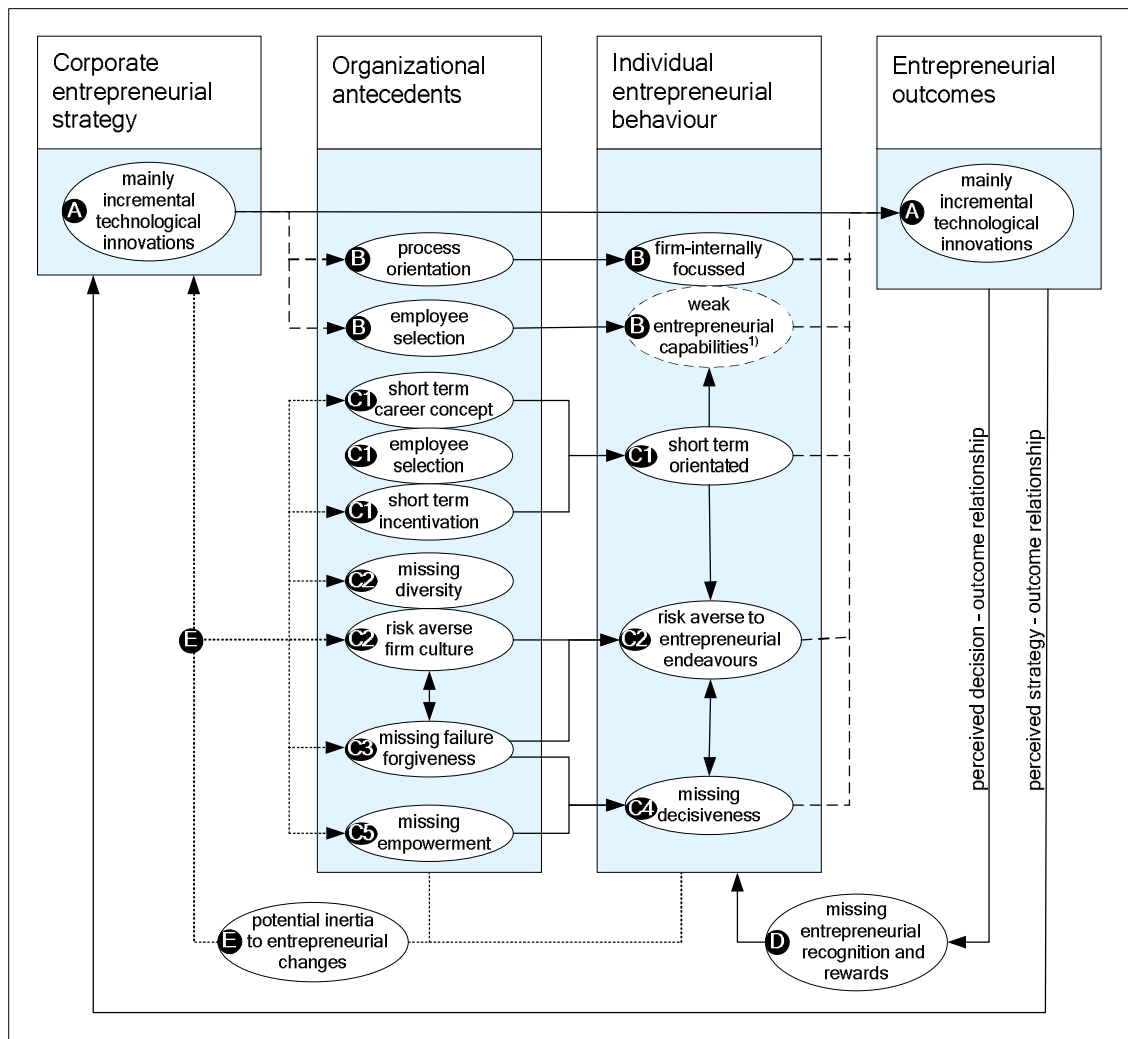 Corporate
entrepreneurial
strategy
A
mainly
incremental
technological
innovations
Organizational
antecedents
B
process
orientation
B
employee
selection
C1
short term
career concept
C1
employee
selection
C1
short term
incentivation
C2
missing
diversity
C2
risk averse
firm culture
C3
missing failure
forgiveness
C5
missing
empowerment
Individual
entrepreneurial
behaviour
B
firm-internally
focussed
B
weak
entrepreneurial
capabilities1)
C1
short term
orientated
C2
risk averse to
entrepreneurial
endeavours
C4
missing
decisiveness
Entrepreneurial
outcomes
A
mainly
incremental
technological
innovations
perceived decision - outcome relationship
perceived strategy - outcome relationship
E
E
potential inertia
to entrepreneurial
changes
D
missing
entrepreneurial
recognition and
rewards